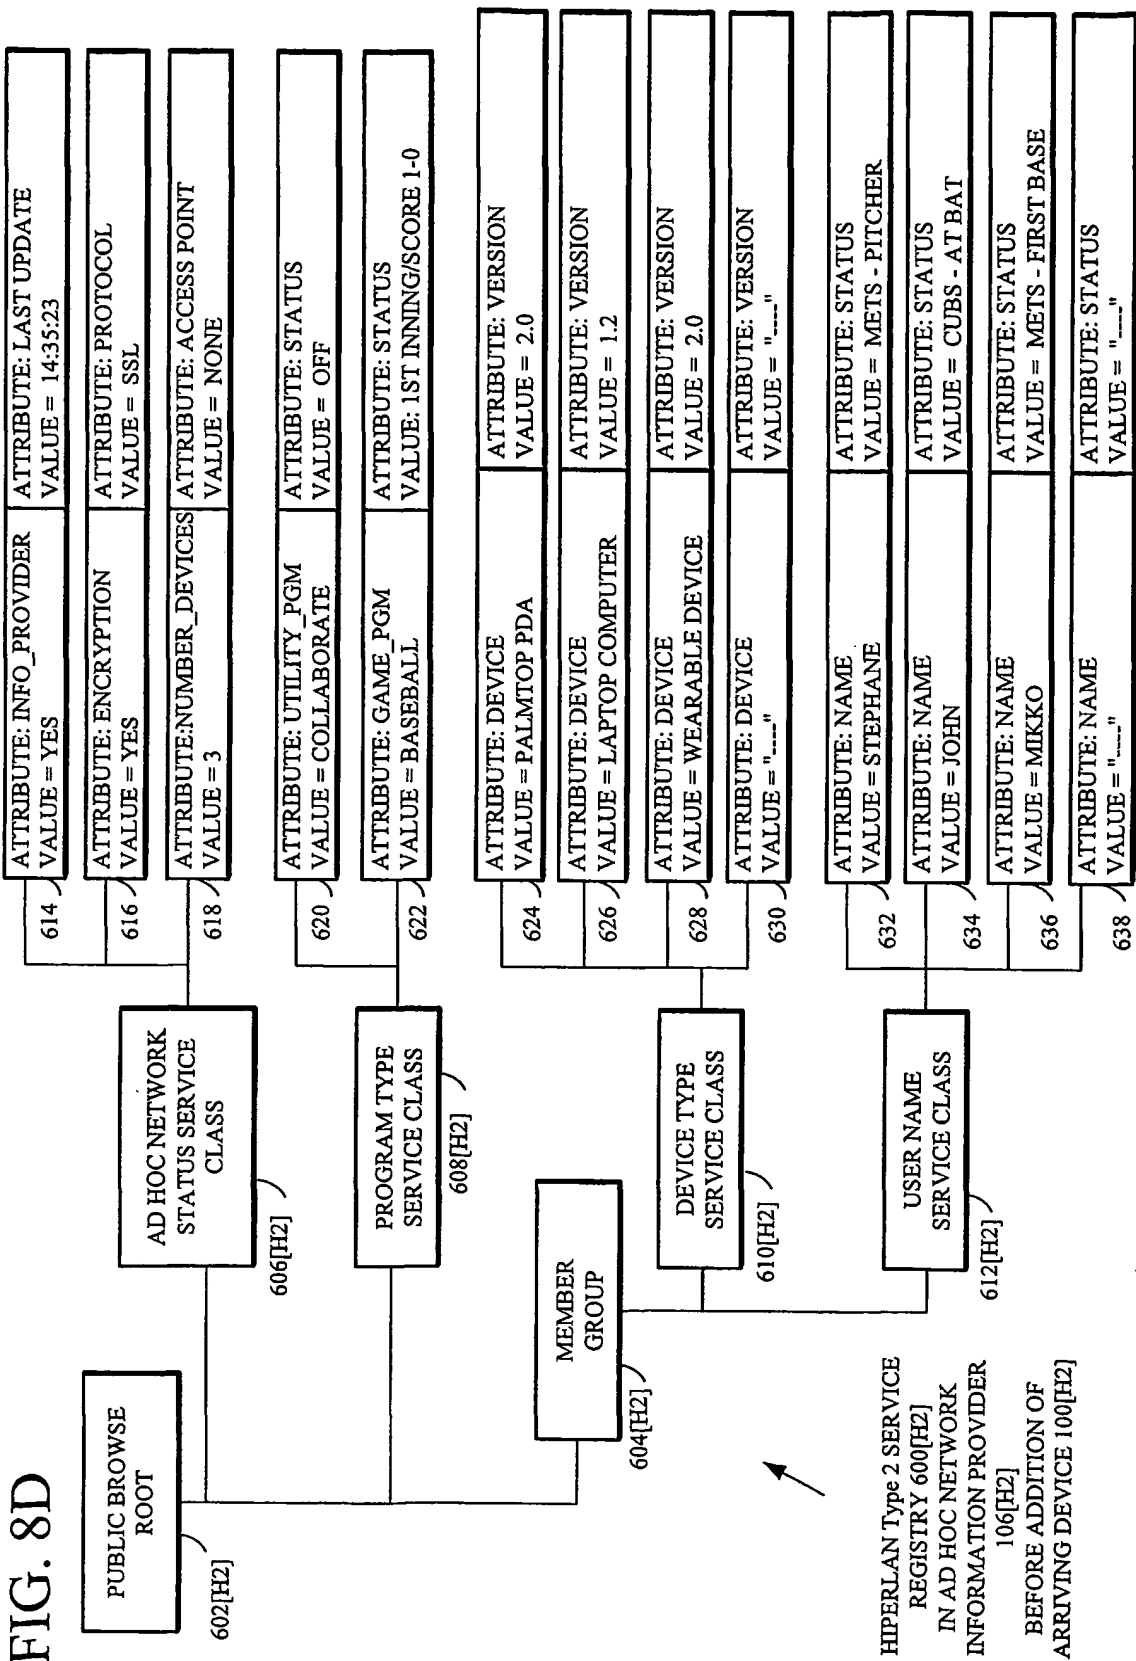 FIG. 8D
PUBLIC BROWSE
ROOT
602[H2]
AD HOC NETWORK
STATUS SERVICE
CLASS
606[H2]
ATTRIBUTE: INFO_PROVIDER
VALUE = YES
ATTRIBUTE: LAST UPDATE
VALUE = 14:35:23
614
ATTRIBUTE: ENCRYPTION
VALUE = YES
ATTRIBUTE: PROTOCOL
VALUE = SSL
616
ATTRIBUTE:NUMBER_DEVICES
VALUE = 3
ATTRIBUTE: ACCESS POINT
VALUE = NONE
618
PROGRAM TYPE
SERVICE CLASS
608[H2]
ATTRIBUTE: UTILITY_PGM
VALUE = COLLABORATE
ATTRIBUTE: STATUS
VALUE = OFF
620
ATTRIBUTE: GAME_PGM
VALUE = BASEBALL
ATTRIBUTE: STATUS
VALUE: 1ST INNING/SCORE 1-0
622
MEMBER
GROUP
604[H2]
DEVICE TYPE
SERVICE CLASS
610[H2]
ATTRIBUTE: DEVICE
VALUE = PALMTOP PDA
ATTRIBUTE: VERSION
VALUE = 2.0
624
ATTRIBUTE: DEVICE
VALUE = LAPTOP COMPUTER
ATTRIBUTE: VERSION
VALUE = 1.2
626
ATTRIBUTE: DEVICE
VALUE = WEARABLE DEVICE
ATTRIBUTE: VERSION
VALUE = 2.0
628
ATTRIBUTE: DEVICE
VALUE = "----"
ATTRIBUTE: VERSION
VALUE = "----"
630
USER NAME
SERVICE CLASS
612[H2]
ATTRIBUTE: NAME
VALUE = STEPHANE
ATTRIBUTE: STATUS
VALUE = METS - PITCHER
632
ATTRIBUTE: NAME
VALUE = JOHN
ATTRIBUTE: STATUS
VALUE = CUBS - AT BAT
634
ATTRIBUTE: NAME
VALUE = MIKKO
ATTRIBUTE: STATUS
VALUE = METS - FIRST BASE
636
ATTRIBUTE: NAME
VALUE = "----"
ATTRIBUTE: STATUS
VALUE = "----"
638
HIPERLAN Type 2 SERVICE
REGISTRY 600[H2]
IN AD HOC NETWORK
INFORMATION PROVIDER
106[H2]
BEFORE ADDITION OF
ARRIVING DEVICE 100[H2]